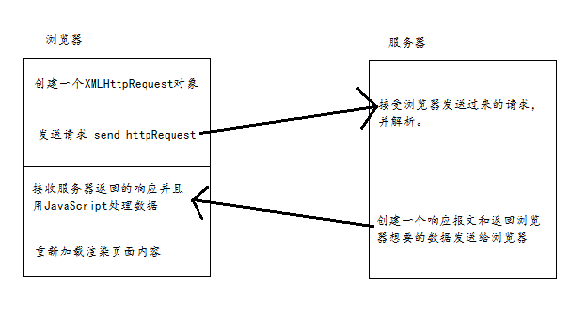 浏览器
创建一个XMLHttpRequest对象
发送请求 send httpRequest
接收服务器返回的响应并且
用JavaScript处理数据
重新加载渲染页面内容
服务器
接受浏览器发送过来的请求，
并解析。
创建一个响应报文和返回浏览
器想要的数据发送给浏览器